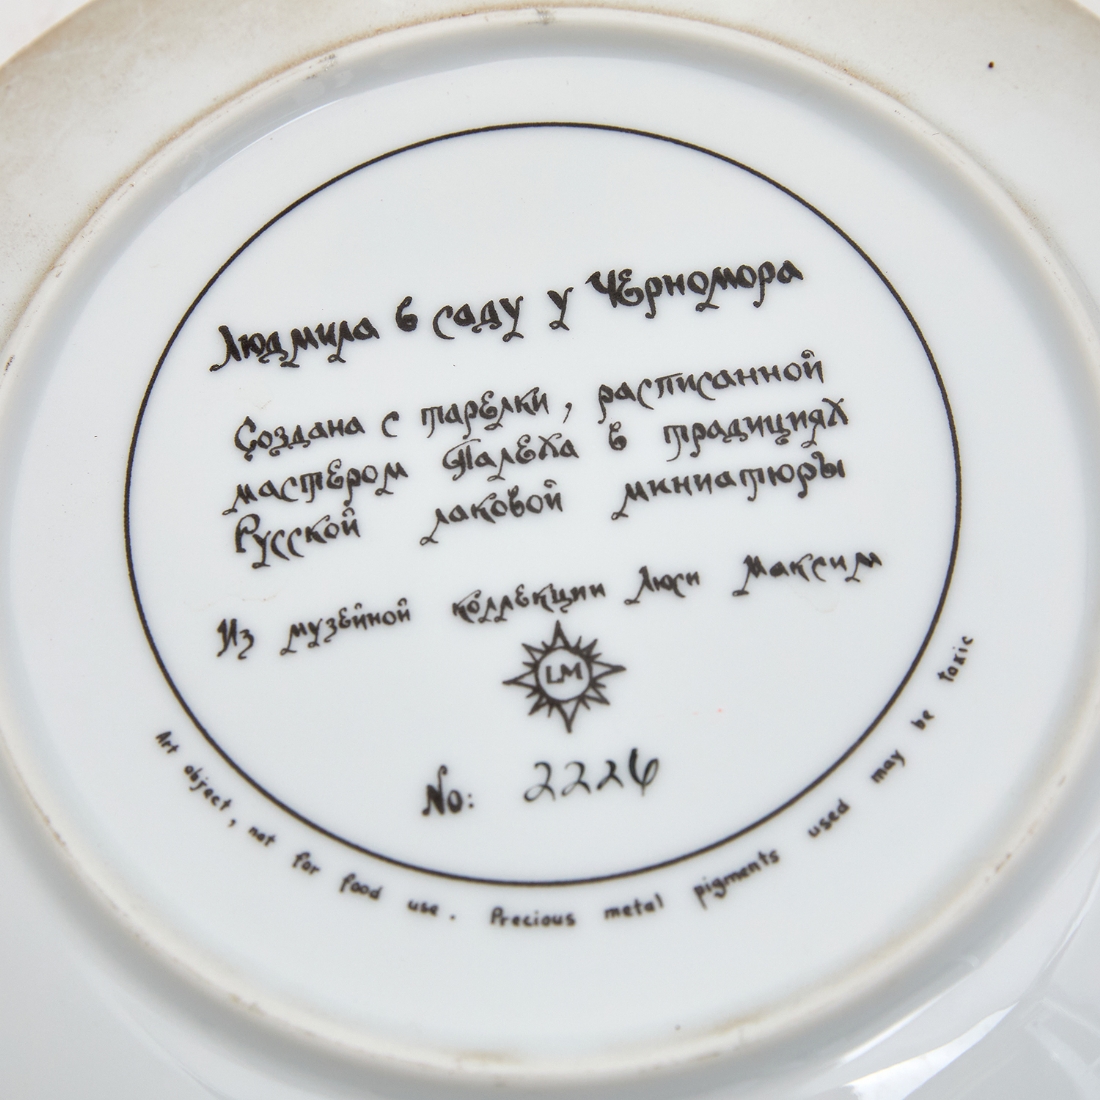 Людмила в саду у Черномора
Создана с тарелки, расписанной
мастером Палеха в традициях
Русской лаковой миниатюры
Из музейной коллекции Люси Максим
LM
No: 2226
Art object, not for food use. Precious metal pigments used may be toxic